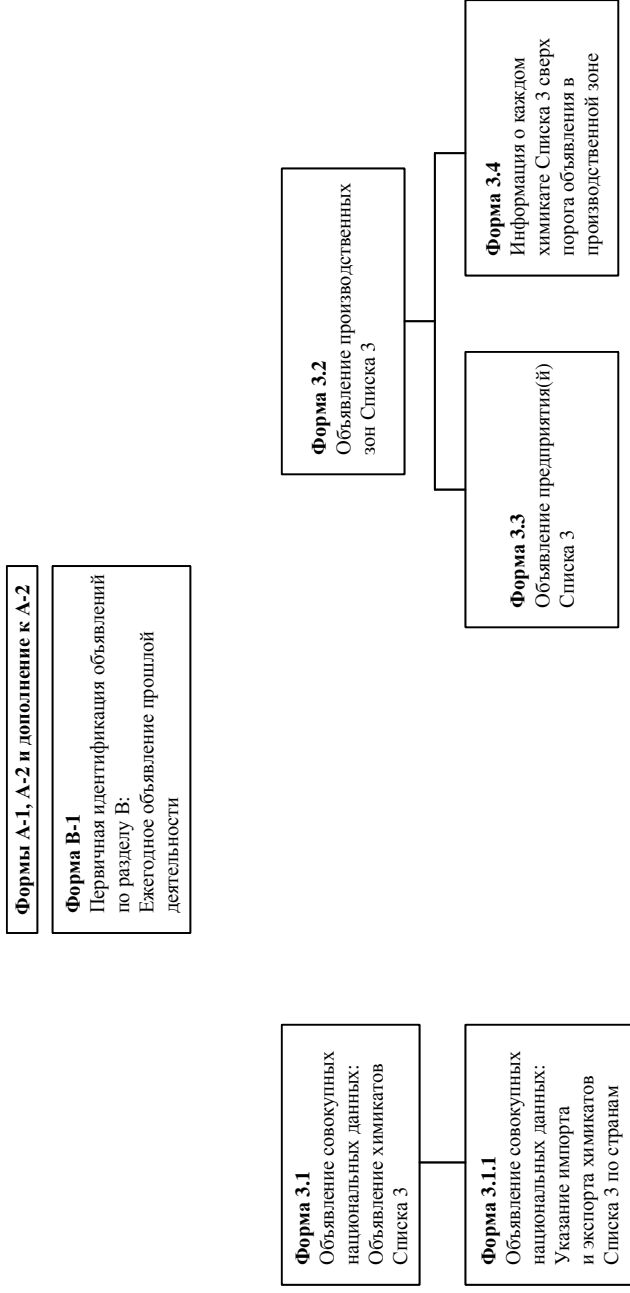 Формы А-1, А-2 и дополнение к А-2
Форма В-1
Первичная идентификация объявлений
по разделу В:
Ежегодное объявление прошлой
деятельности
Форма 3.1
Объявление совокупных
национальных данных:
Объявление химикатов
Списка 3
Форма 3.1.1
Объявление совокупных
национальных данных:
Указание импорта
и экспорта химикатов
Списка 3 по странам
Форма 3.2
Объявление производственных
зон Списка 3
Форма 3.3
Объявление предприятия(й)
Списка 3
Форма 3.4
Информация о каждом
химикате Списка 3 сверх
порога объявления в
производственной зоне